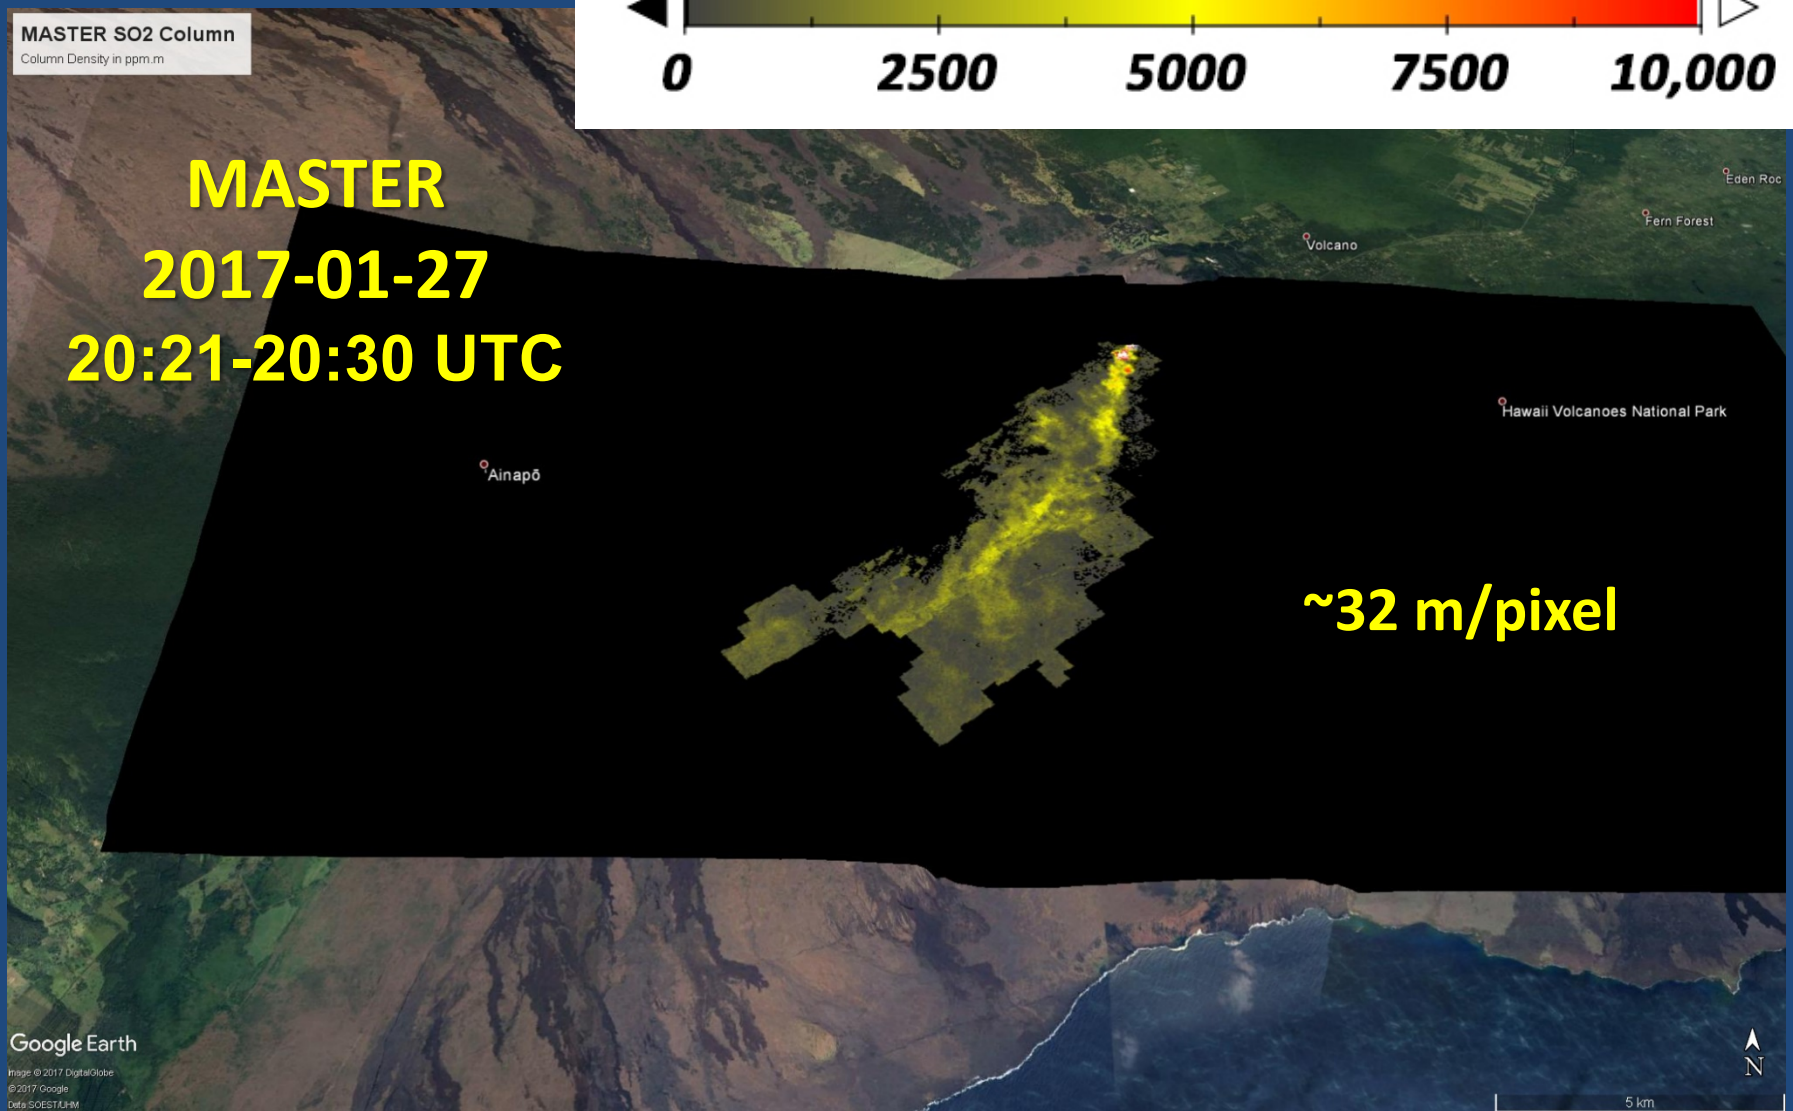 MASTER SO2 Column
Column Density in ppm.m
0 2500 5000 7500 10,000
MASTER
2017-01-27
20:21-20:30 UTC
Eden Roc
Fern Forest
Volcano
Hawaii Volcanoes National Park
'Ainapō
~32 m/pixel
Google Earth
Image © 2017 DigitalGlobe
© 2017 Google
Data SOEST/UHM
N
5 km